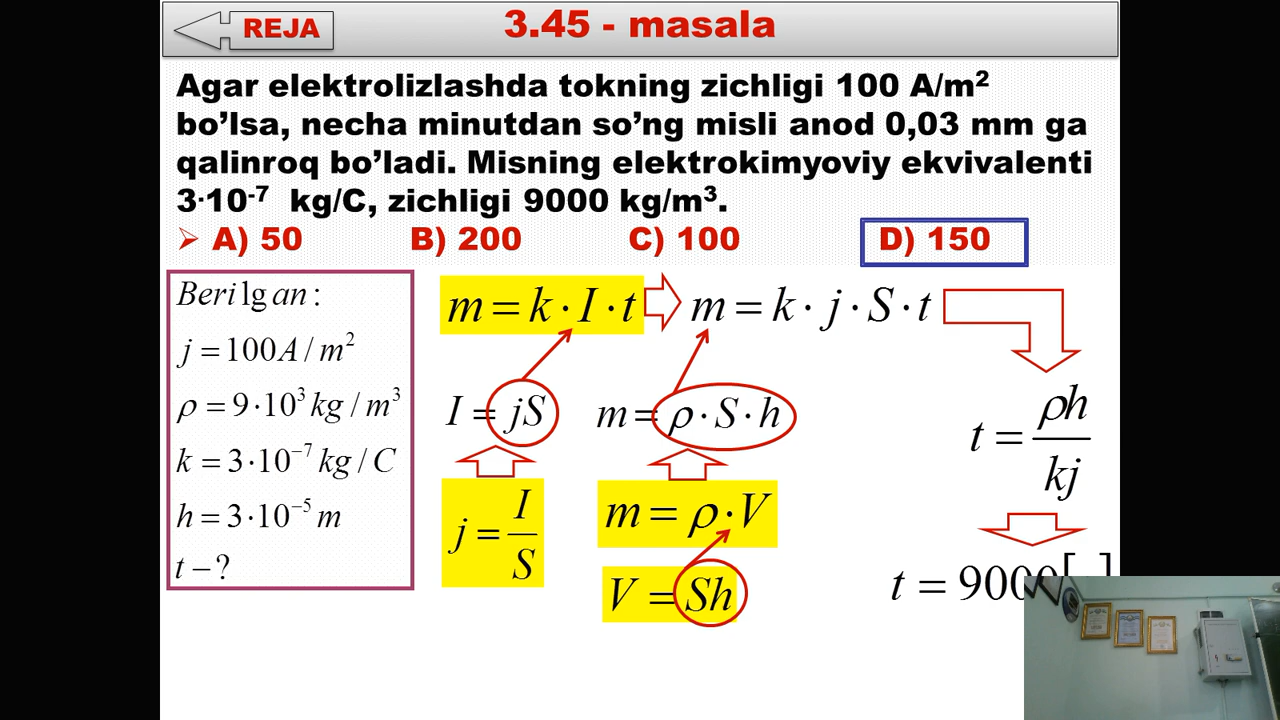 REJA
3.45 - masala
Agar elektrolizlashda tokning zichligi 100 A/m²
bo’lsa, necha minutdan so’ng misli anod 0,03 mm ga
qalinroq bo’ladi. Misning elektrokimyoviy ekvivalenti
3·10⁻⁷ kg/C, zichligi 9000 kg/m³.
➢ A) 50 B) 200 C) 100 D) 150
Beri lg an :
j = 100A / m²
ρ = 9·10³ kg / m³
k = 3·10⁻⁷ kg / C
h = 3·10⁻⁵ m
t − ?
m = k · I · t
m = k · j · S · t
I = jS
m = ρ · S · h
j = I/S
m = ρ · V
V = Sh
t = ρh/kj
t = 9000